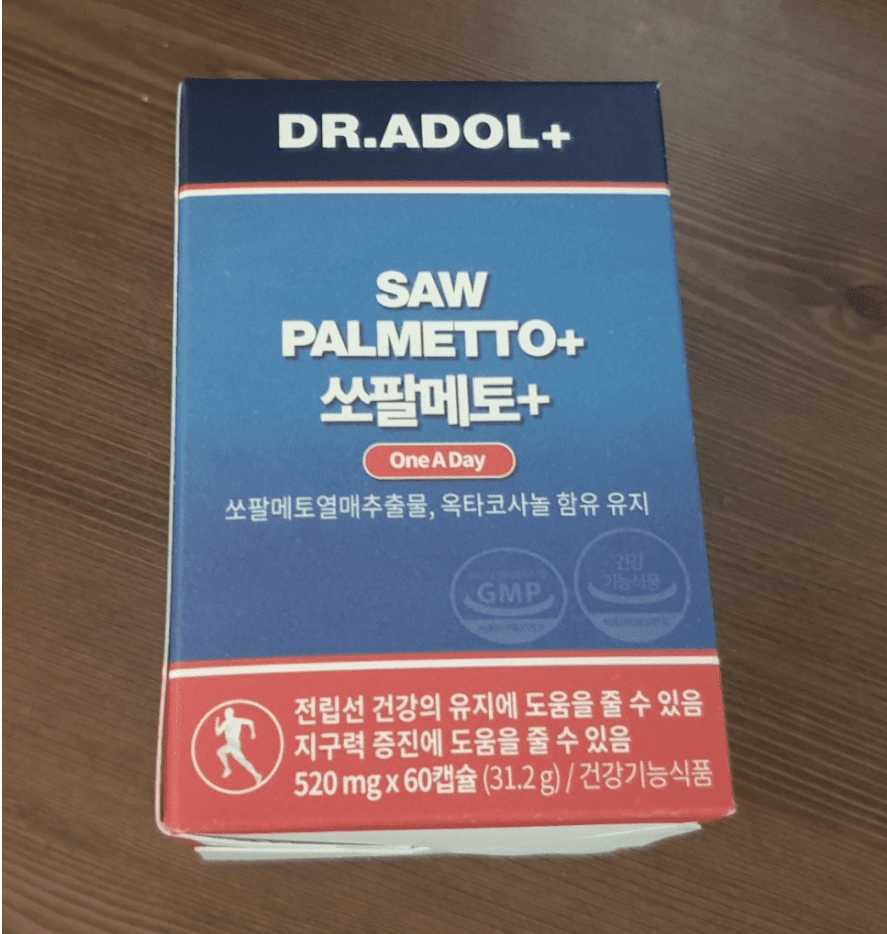 DR.ADOL+
SAW
PALMETTO+
쏘팔메토+
One A Day
쏘팔메토열매추출물, 옥타코사놀 함유 유지
GMP
건강
기능식품
전립선 건강의 유지에 도움을 줄 수 있음
지구력 증진에 도움을 줄 수 있음
520 mg x 60캡슐 (31.2 g) / 건강기능식품